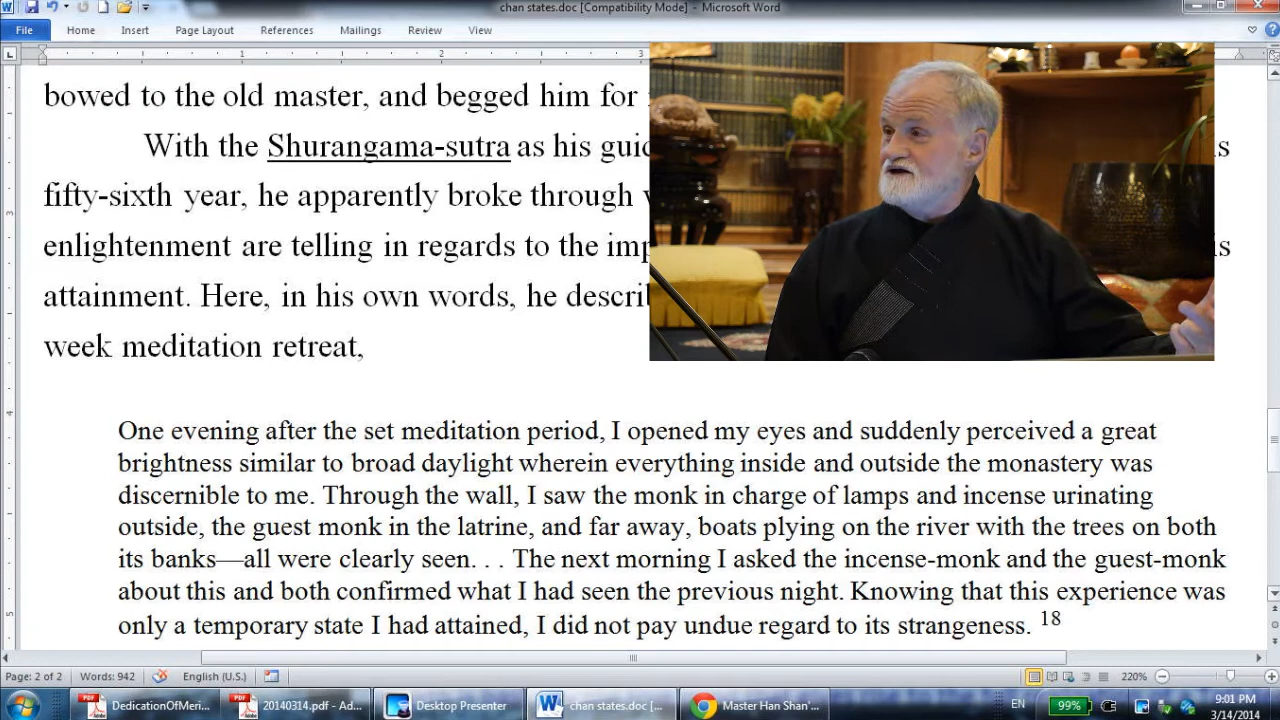 chan states.doc [Compatibility Mode] - Microsoft Word
File Home Insert Page Layout References Mailings Review View
1 2 3
bowed to the old master, and begged him for
With the Shurangama-sutra as his is
fifty-sixth year, he apparently broke through
enlightenment are telling in regards to the is
attainment. Here, in his own words, he
week meditation retreat,
One evening after the set meditation period, I opened my eyes and suddenly perceived a great
brightness similar to broad daylight wherein everything inside and outside the monastery was
discernible to me. Through the wall, I saw the monk in charge of lamps and incense urinating
outside, the guest monk in the latrine, and far away, boats plying on the river with the trees on both
its banks—all were clearly seen. . . The next morning I asked the incense-monk and the guest-monk
about this and both confirmed what I had seen the previous night. Knowing that this experience was
only a temporary state I had attained, I did not pay undue regard to its strangeness. 18
Page: 2 of 2 Words: 942 English (U.S.) 220%
DedicationOfMeri... 20140314.pdf - Ad... Desktop Presenter chan states.doc [... Master Han Shan'... EN 99% 9:01 PM
3/14/2014